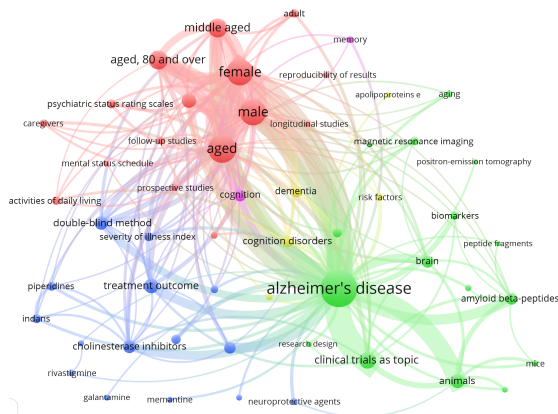 adult
middle aged
memory
aged, 80 and over
female
reproducibility of results
apolipoproteins e
aging
psychiatric status rating scales
male
caregivers
longitudinal studies
follow-up studies
magnetic resonance imaging
aged
mental status schedule
positron-emission tomography
prospective studies
cognition
dementia
risk factors
activities of daily living
double-blind method
biomarkers
severity of illness index
cognition disorders
peptide fragments
brain
piperidines
treatment outcome
alzheimer's disease
amyloid beta-peptides
indans
cholinesterase inhibitors
research design
clinical trials as topic
mice
rivastigmine
animals
galantamine
memantine
neuroprotective agents